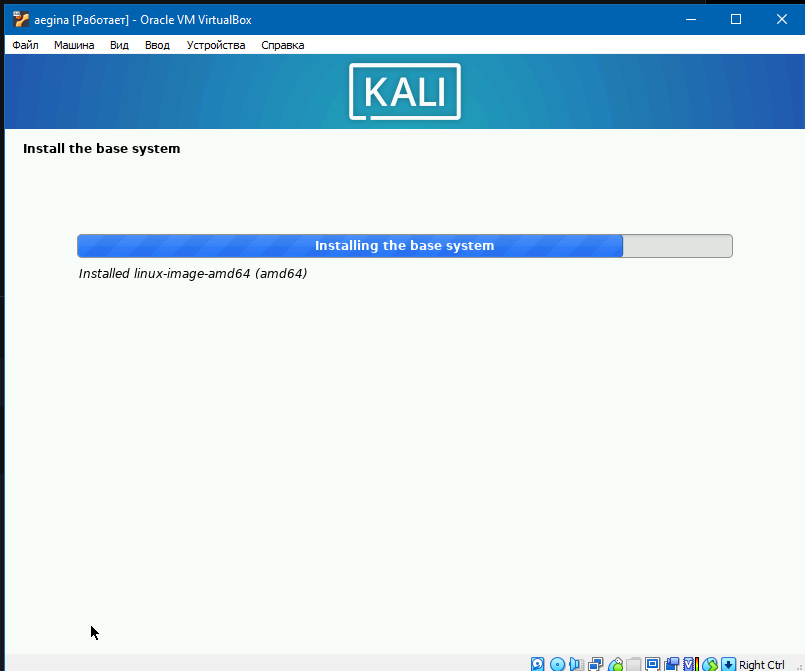 aegina [Работает] - Oracle VM VirtualBox
Файл Машина Вид Ввод Устройства Справка
KALI
Install the base system
Installing the base system
Installed linux-image-amd64 (amd64)
Right Ctrl